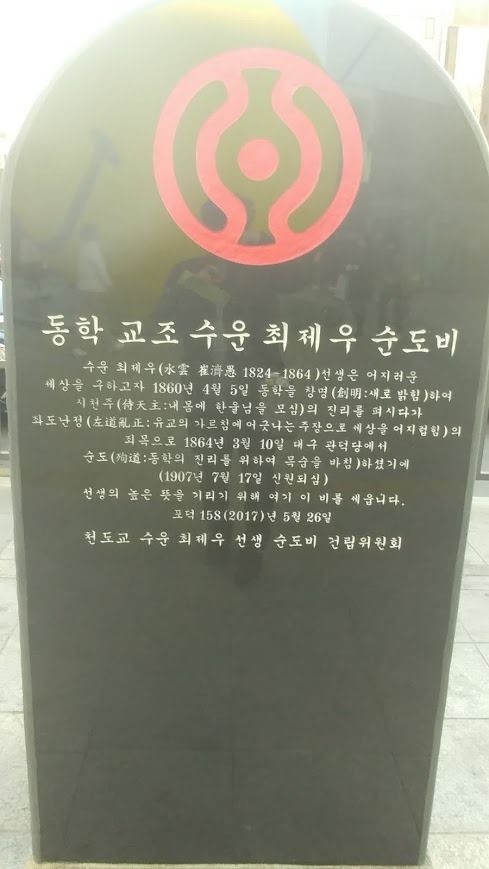 동학 교조 수운 최제우 순도비
수운 최제우(水雲 崔濟愚 1824-1864)선생은 어지러운
세상을 구하고자 1860년 4월 5일 동학을 창명(創明:새로 밝힘)하여
시천주(侍天主:내몸에 한울님을 모심)의 진리를 펴시다가
좌도난정(左道亂正:유교의 가르침에 어긋나는 주장으로 세상을 어지럽힘)의
죄목으로 1864년 3월 10일 대구 관덕당에서
순도(殉道:동학의 진리를 위하여 목숨을 바침)하셨기에
(1907년 7월 17일 신원되심)
선생의 높은 뜻을 기리기 위해 여기 이 비를 세웁니다.
포덕 158(2017)년 5월 26일
천도교 수운 최제우 선생 순도비 건립위원회